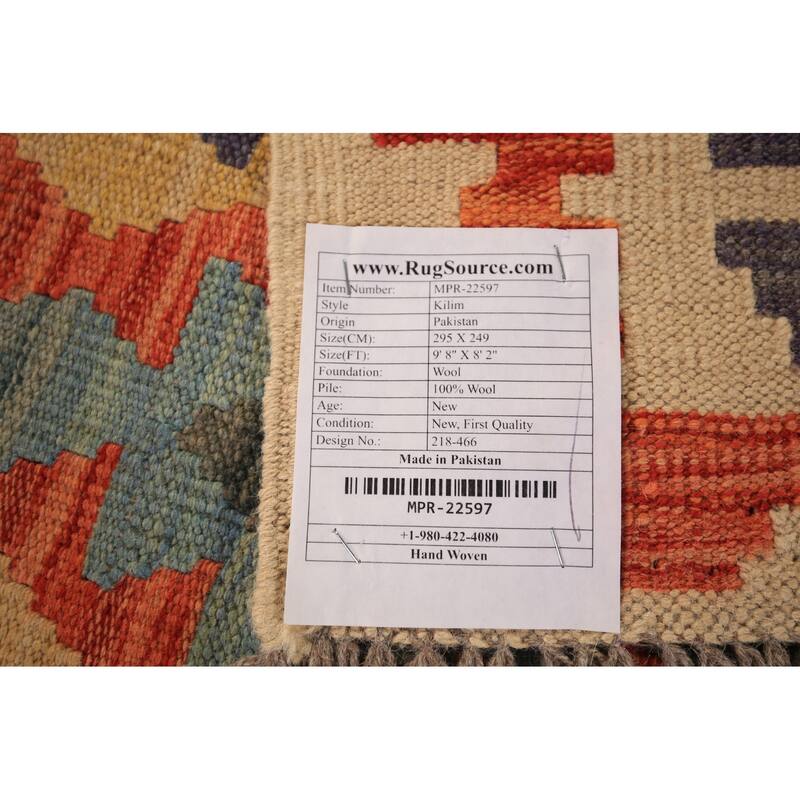 www.RugSource.com
Item Number: MPR-22597
Style Kilim
Origin Pakistan
Size(CM): 295 X 249
Size(FT): 9' 8" X 8' 2"
Foundation: Wool
Pile: 100% Wool
Age: New
Condition: New, First Quality
Design No.: 218-466
Made in Pakistan
MPR-22597
+1-980-422-4080
Hand Woven